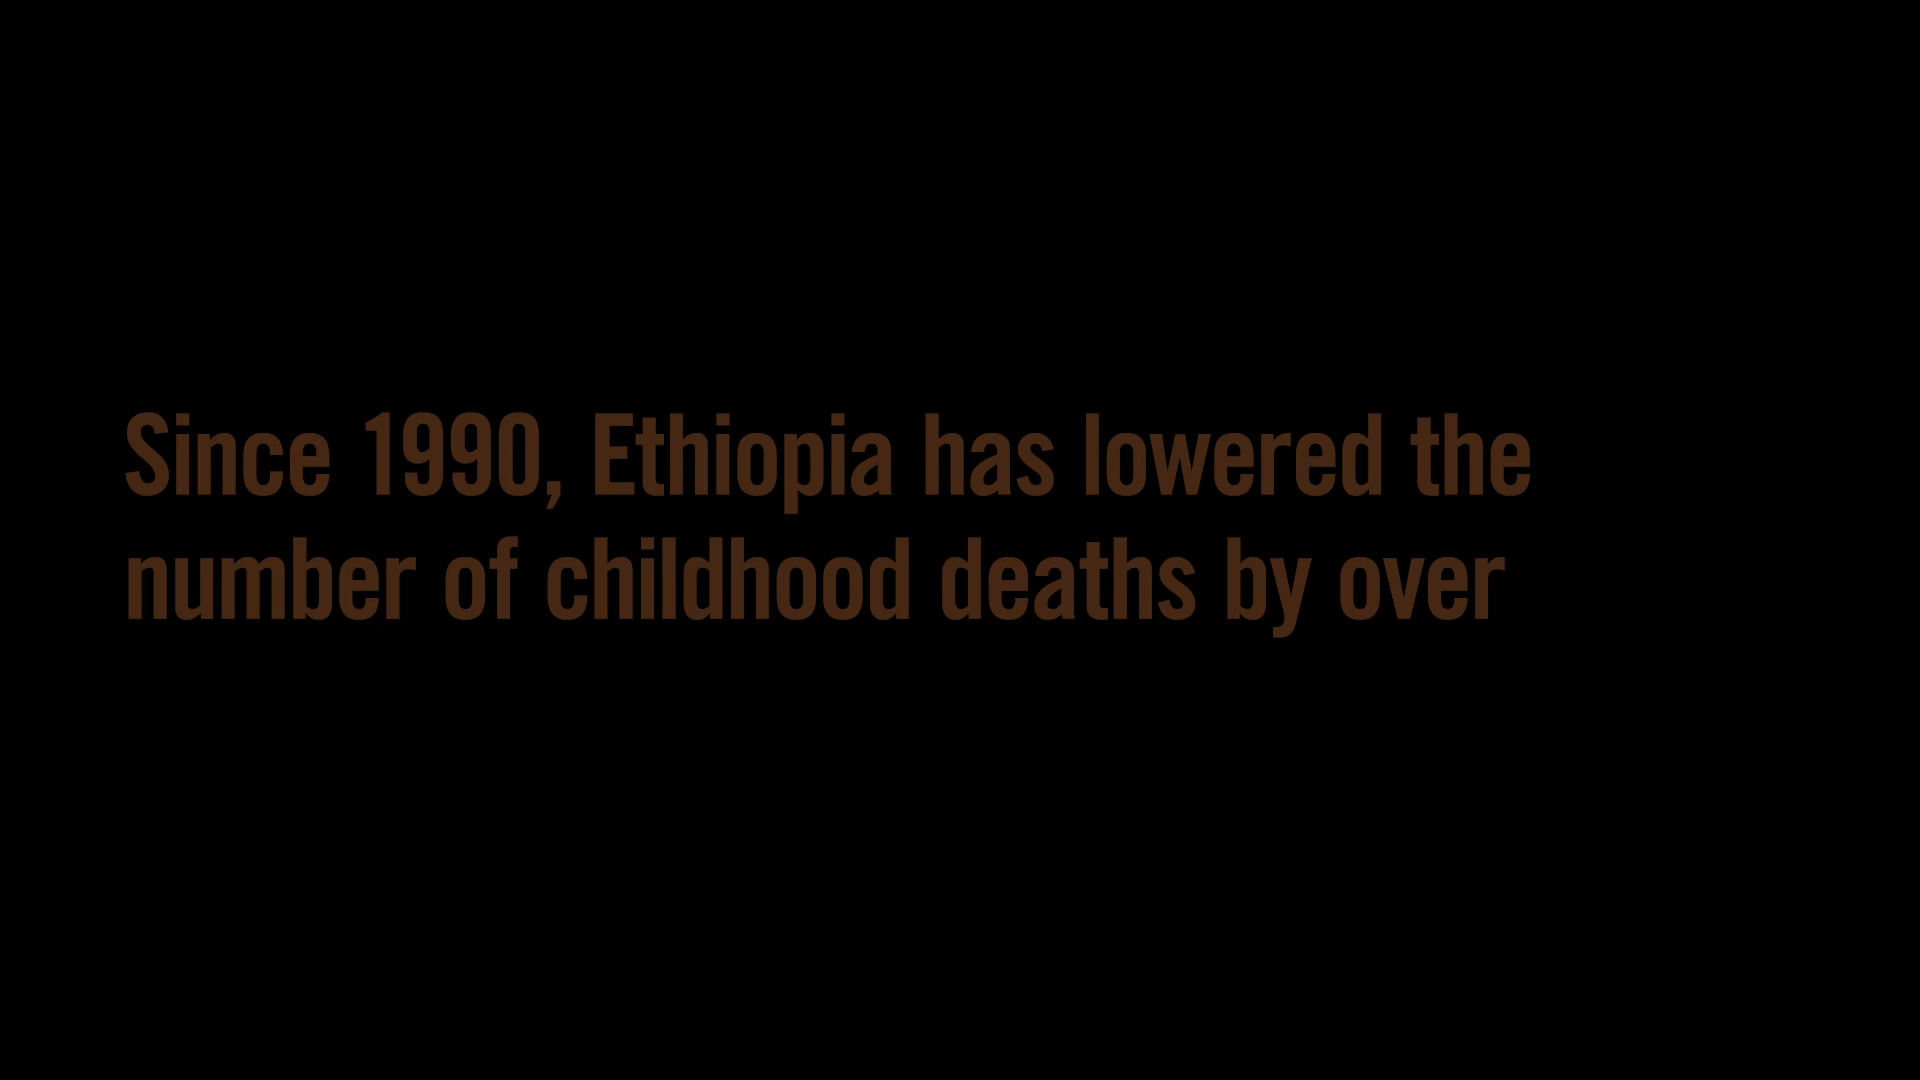 Since 1990, Ethiopia has lowered the
number of childhood deaths by over